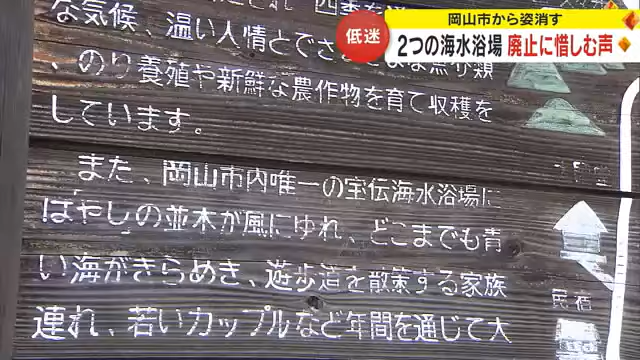 岡山市から姿消す
低迷
2つの海水浴場 廃止に惜しむ声
な気候、温い人情とでさ
、のり養殖や新鮮な農作物を育て収穫を
しています。
また、岡山市内唯一の宝伝海水浴場に
はやしの並木が風にゆれ、どこまでも青
い海がきらめき、遊歩道を散策する家族
連れ、若いカップルなど年間を通じて大
民宿